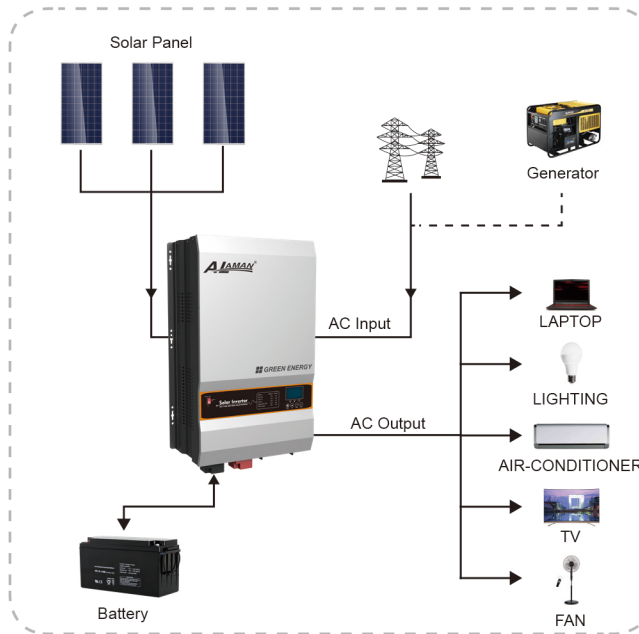 Solar Panel
Generator
ALAMAN®
AC Input
LAPTOP
GREEN ENERGY
LIGHTING
Solar Inverter
AC Output
AIR-CONDITIONER
TV
Battery
FAN